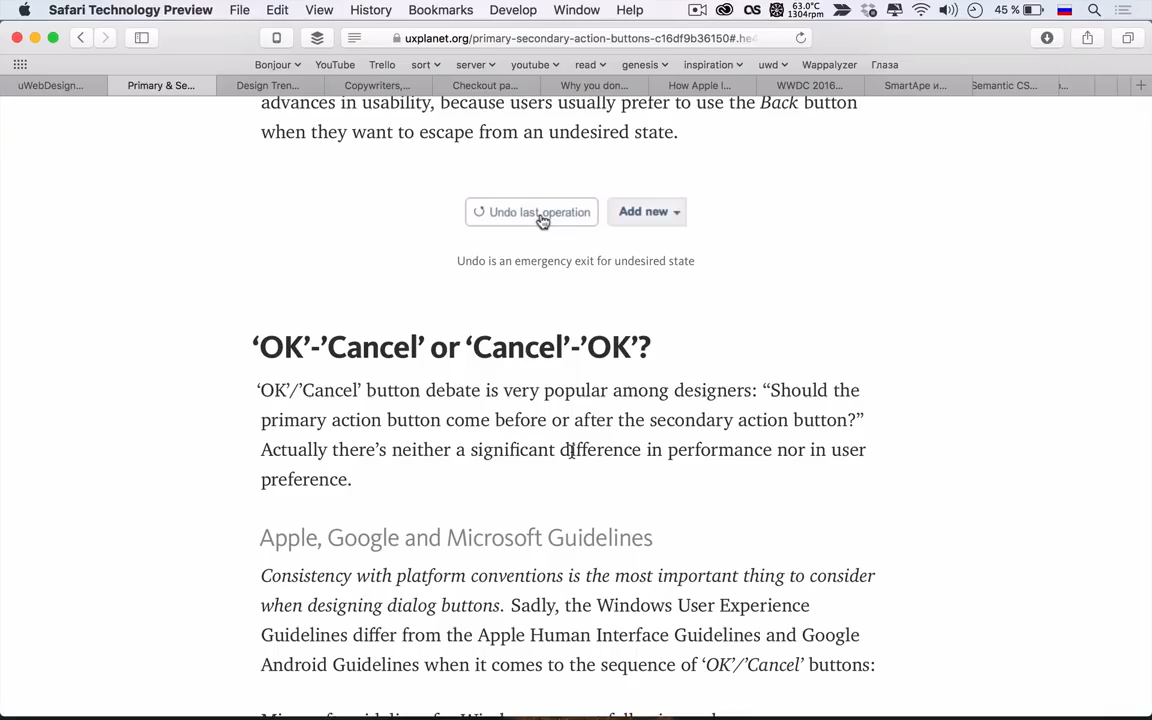 Safari Technology Preview File Edit View History Bookmarks Develop Window Help 63.0°C 1304rpm 45 %
uxplanet.org/primary-secondary-action-buttons-c16df9b36150#.he
Bonjour YouTube Trello sort server youtube read genesis inspiration uwd Wappalyzer Глаза
uWebDesign... Primary & Se... Design Tren... Copywriters,... Checkout pa... Why you don... How Apple I... WWDC 2016... SmartApe и... Semantic CS...
advances in usability, because users usually prefer to use the Back button
when they want to escape from an undesired state.
Undo last operation Add new
Undo is an emergency exit for undesired state
‘OK’-’Cancel’ or ‘Cancel’-’OK’?
‘OK’/’Cancel’ button debate is very popular among designers: “Should the
primary action button come before or after the secondary action button?”
Actually there’s neither a significant difference in performance nor in user
preference.
Apple, Google and Microsoft Guidelines
Consistency with platform conventions is the most important thing to consider
when designing dialog buttons. Sadly, the Windows User Experience
Guidelines differ from the Apple Human Interface Guidelines and Google
Android Guidelines when it comes to the sequence of ‘OK’/’Cancel’ buttons: